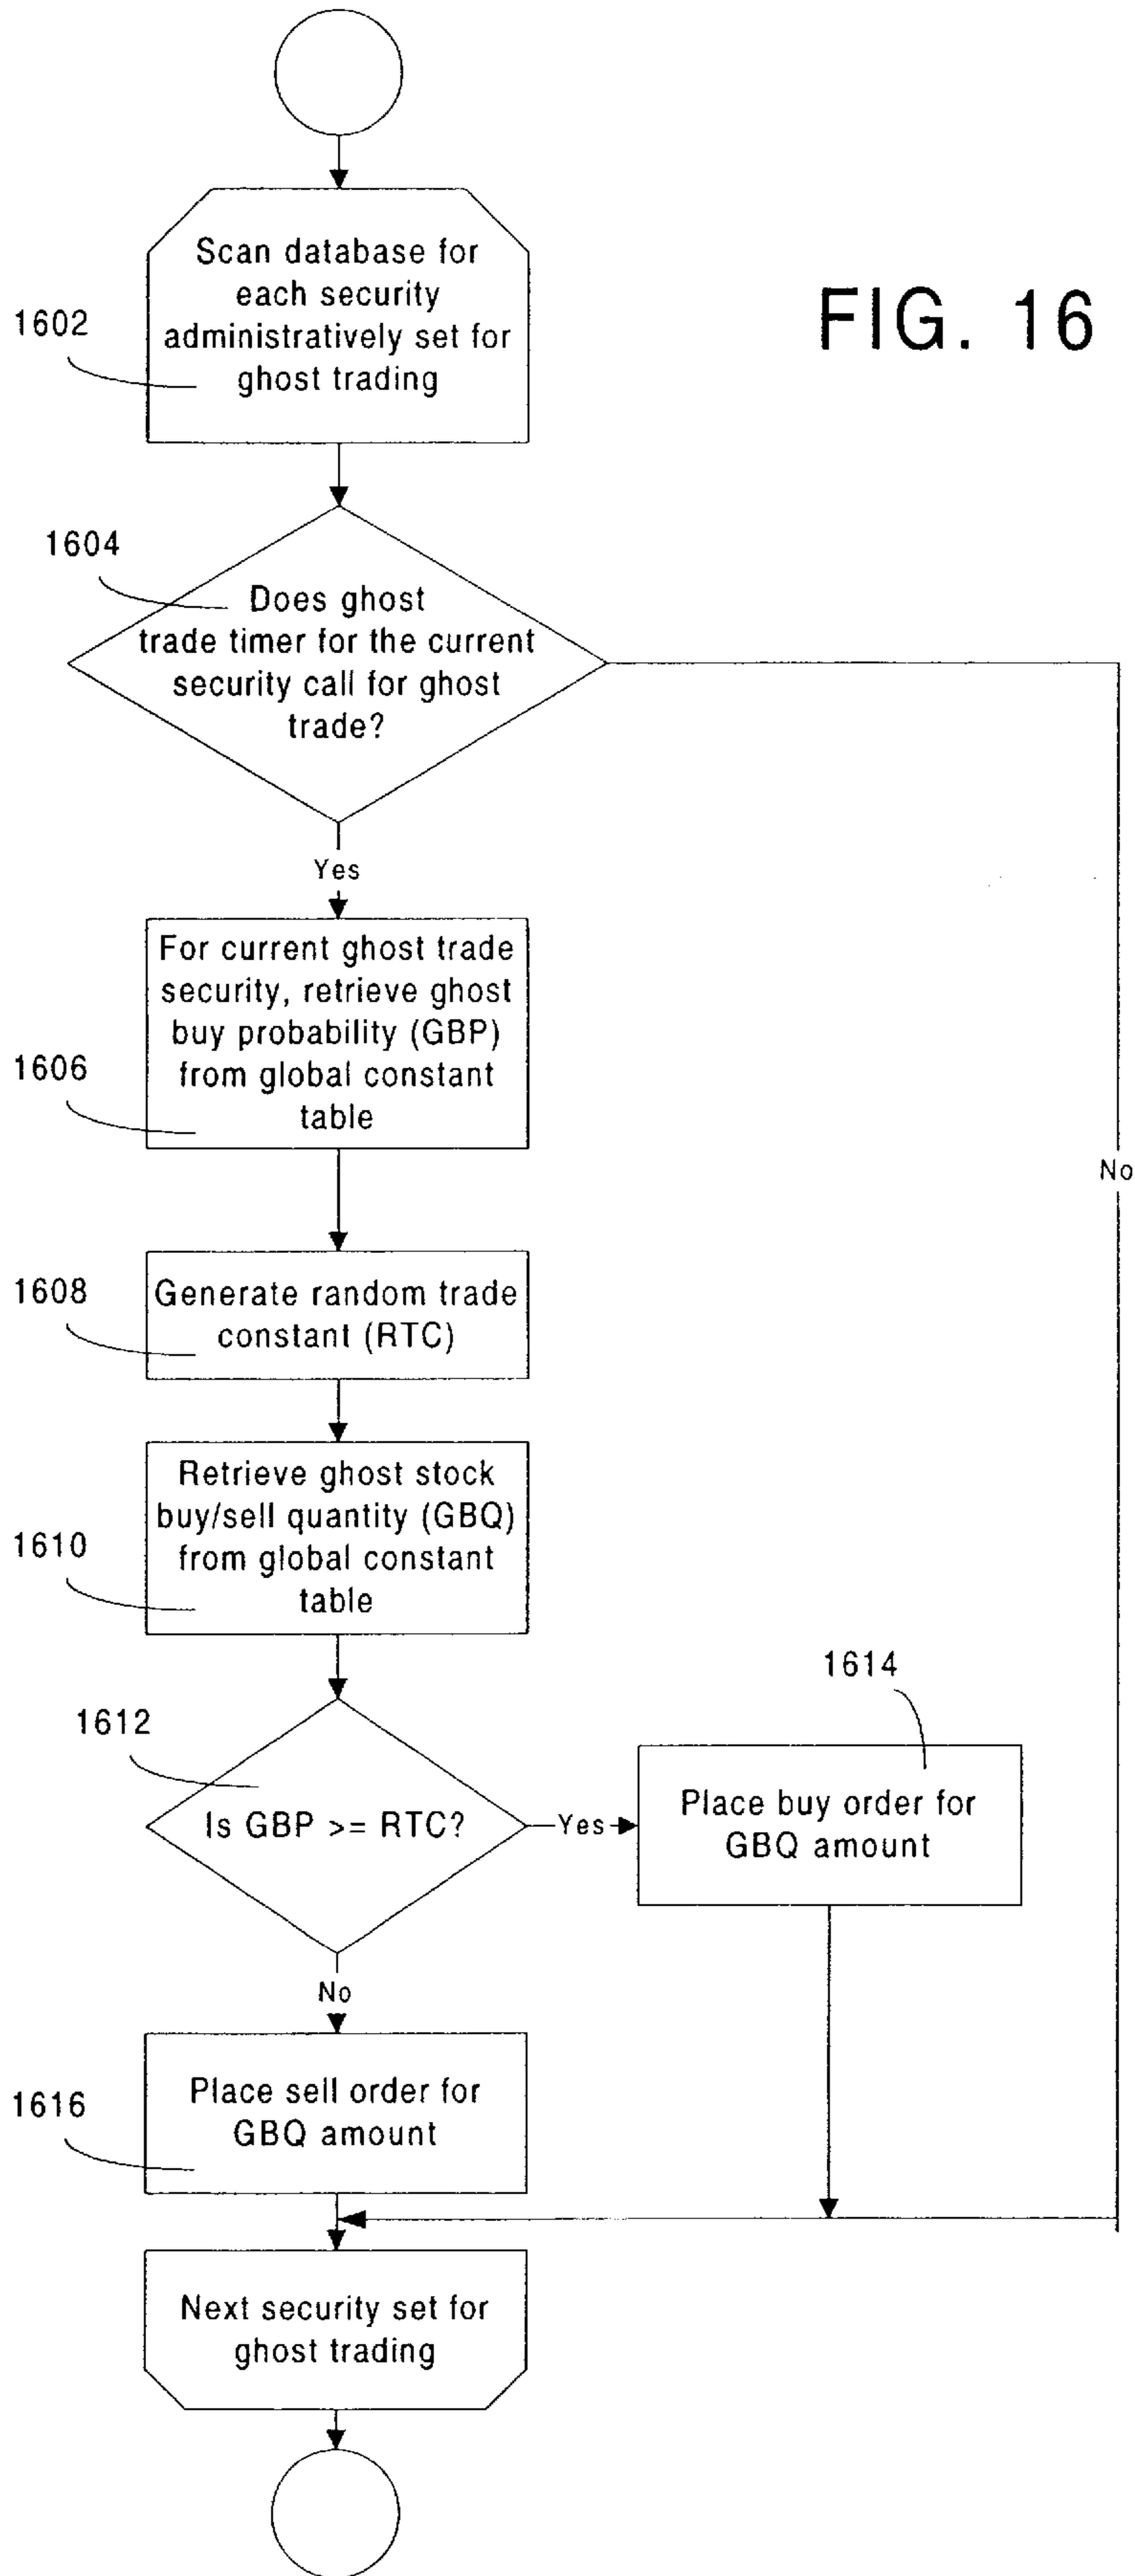 FIG. 16
Scan database for
each security
administratively set for
ghost trading
1602
1604
Does ghost
trade timer for the current
security call for ghost
trade?
Yes
No
For current ghost trade
security, retrieve ghost
buy probability (GBP)
from global constant
table
1606
1608
Generate random trade
constant (RTC)
Retrieve ghost stock
buy/sell quantity (GBQ)
from global constant
table
1610
1612
Is GBP >= RTC?
Yes
1614
Place buy order for
GBQ amount
No
Place sell order for
GBQ amount
1616
Next security set for
ghost trading